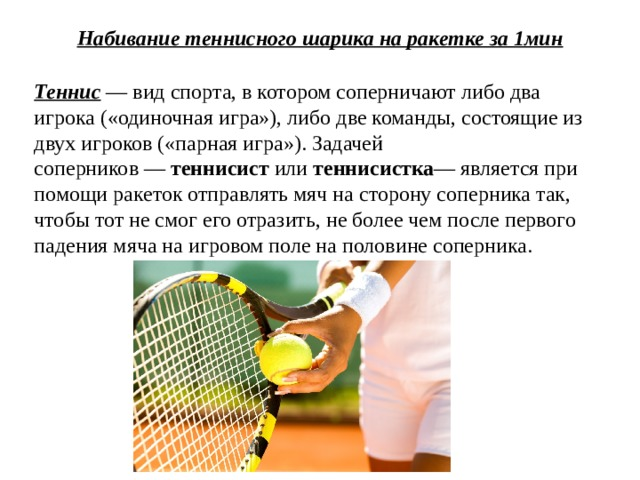 Набивание теннисного шарика на ракетке за 1мин
Теннис — вид спорта, в котором соперничают либо два
игрока («одиночная игра»), либо две команды, состоящие из
двух игроков («парная игра»). Задачей
соперников — теннисист или теннисистка— является при
помощи ракеток отправлять мяч на сторону соперника так,
чтобы тот не смог его отразить, не более чем после первого
падения мяча на игровом поле на половине соперника.